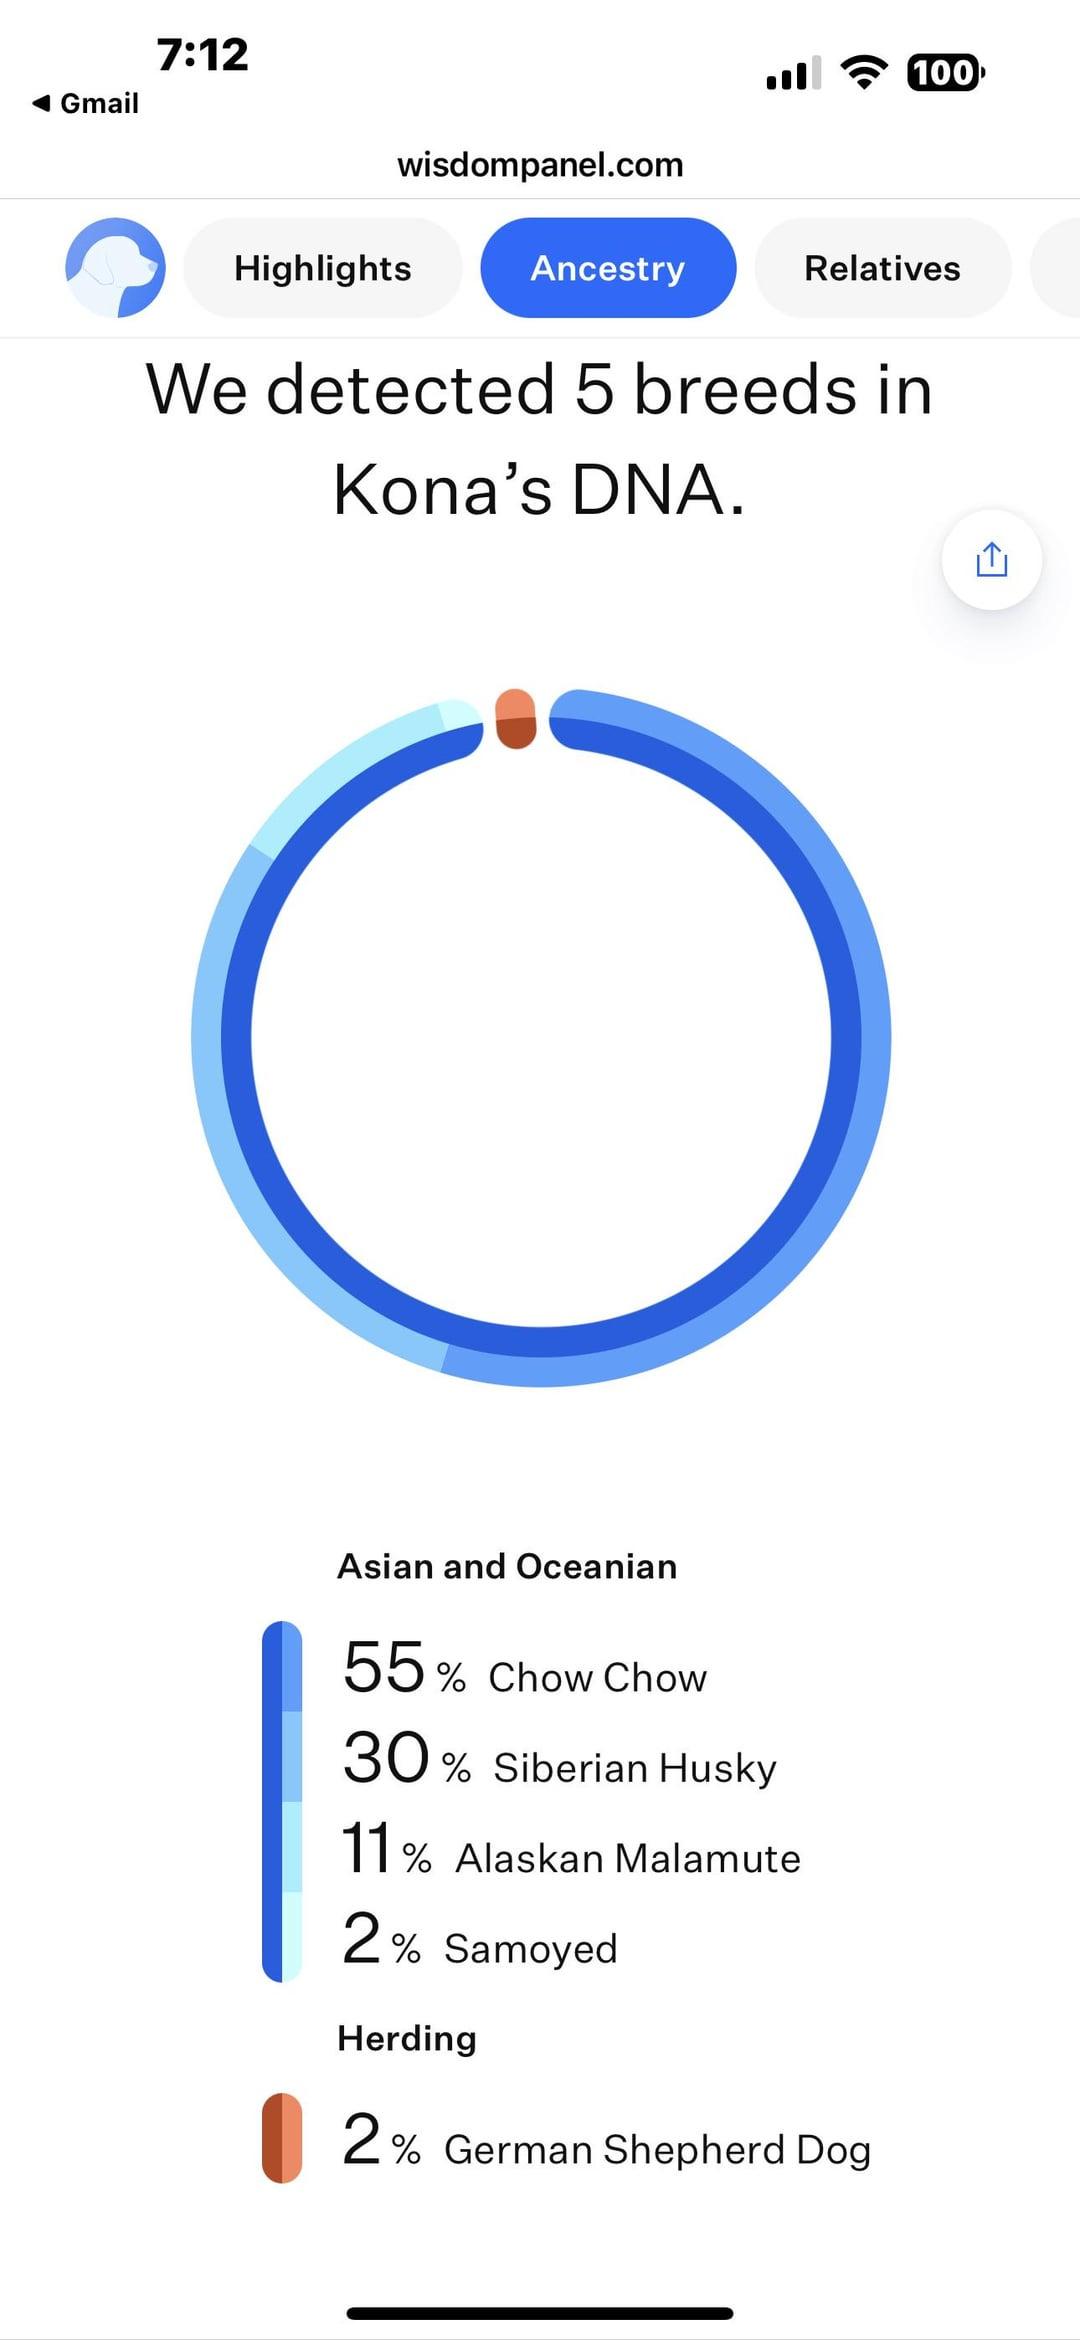 7:12
100
◀ Gmail
wisdompanel.com
Highlights
Ancestry
Relatives
We detected 5 breeds in
Kona’s DNA.
Asian and Oceanian
55 % Chow Chow
30 % Siberian Husky
11 % Alaskan Malamute
2 % Samoyed
Herding
2 % German Shepherd Dog